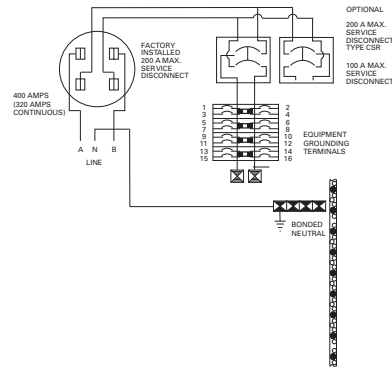 OPTIONAL
200 A MAX.
SERVICE
DISCONNECT
TYPE CSR
100 A MAX.
SERVICE
DISCONNECT
FACTORY
INSTALLED
200 A MAX.
SERVICE
DISCONNECT
400 AMPS
(320 AMPS
CONTINUOUS)
A N B
LINE
1 2
3 4
5 6
7 8
9 10
11 12
13 14
15 16
EQUIPMENT
GROUNDING
TERMINALS
BONDED
NEUTRAL